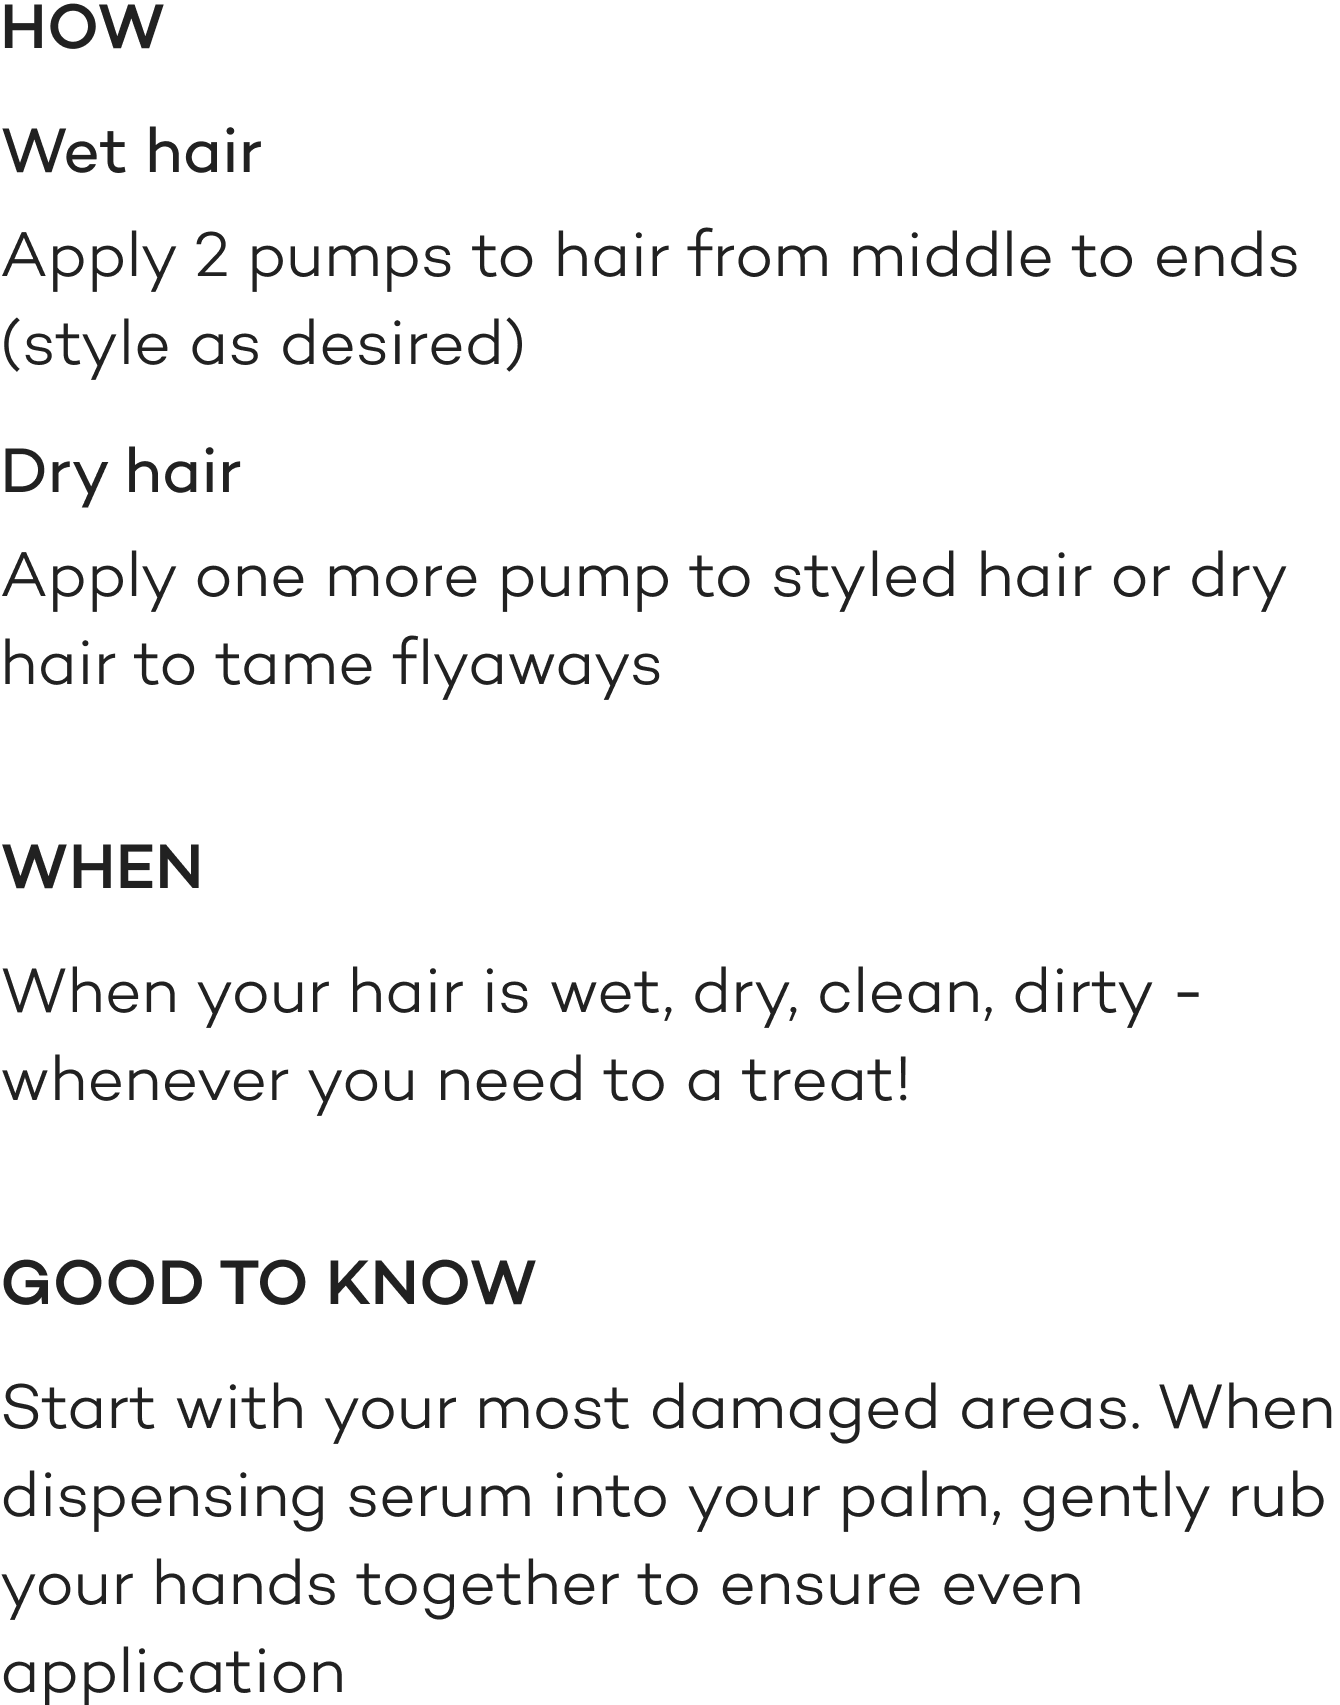 HOW
Wet hair
Apply 2 pumps to hair from middle to ends
(style as desired)
Dry hair
Apply one more pump to styled hair or dry
hair to tame flyaways
WHEN
When your hair is wet, dry, clean, dirty -
whenever you need to a treat!
GOOD TO KNOW
Start with your most damaged areas. When
dispensing serum into your palm, gently rub
your hands together to ensure even
application